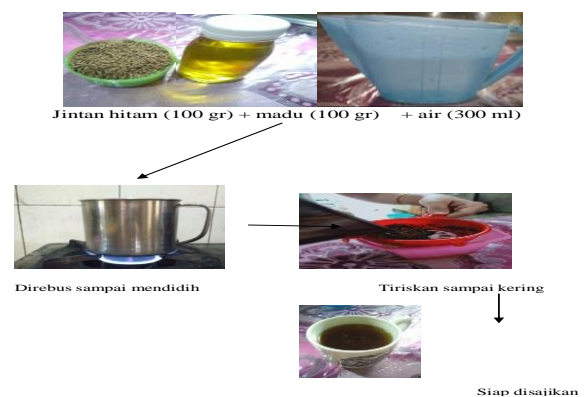 Jintan hitam (100 gr) + madu (100 gr) + air (300 ml)
Direbus sampai mendidih
Tiriskan sampai kering
Siap disajikan